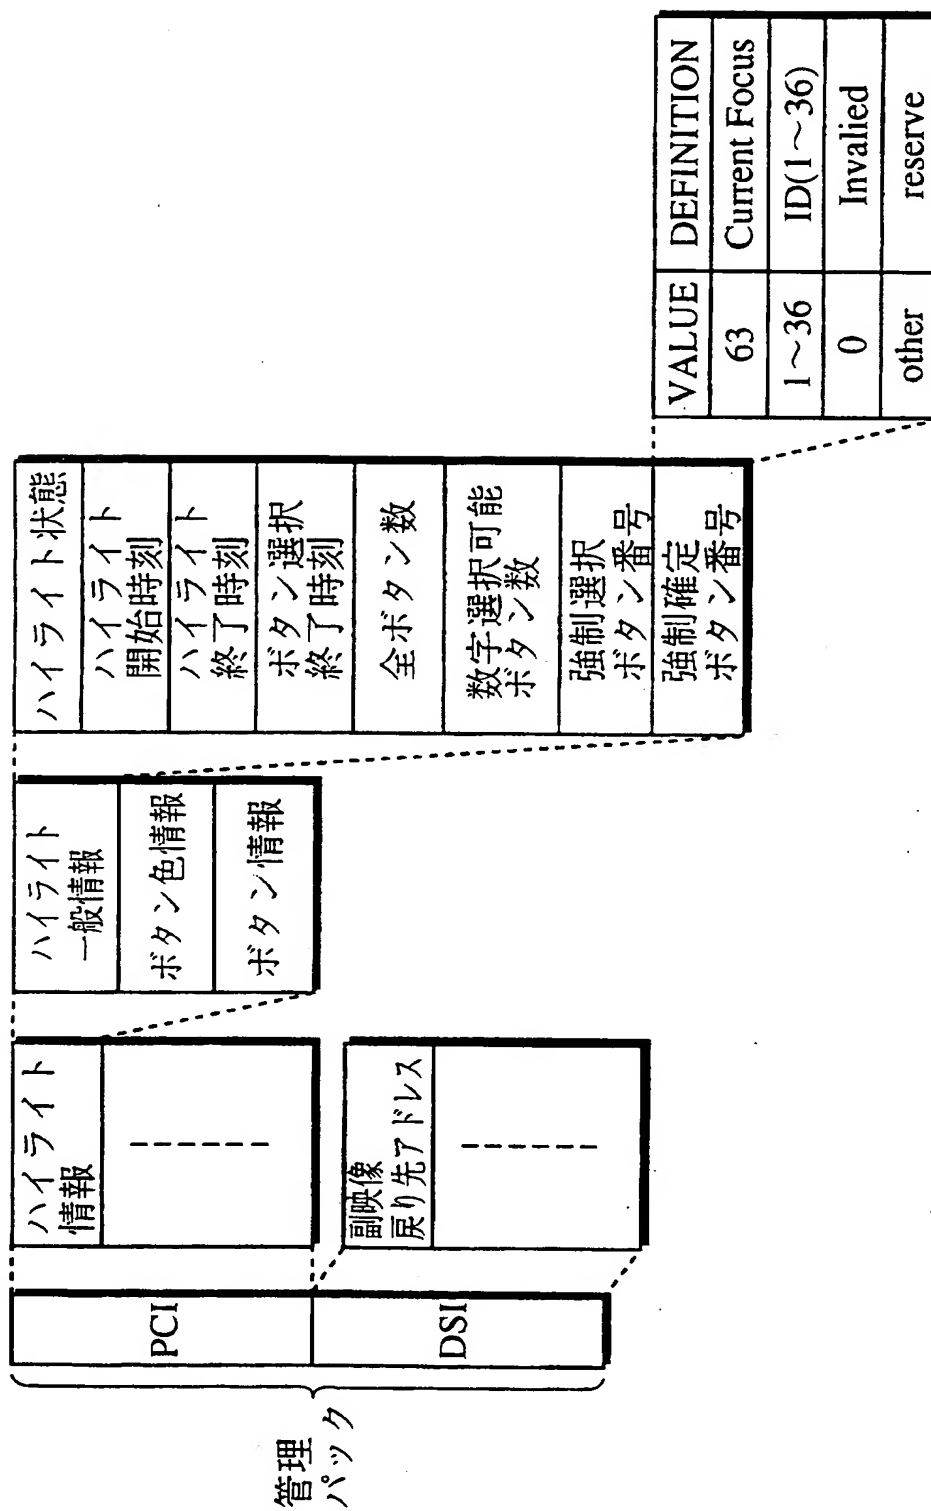 管理
パック
PCI
DSI
ハイライト
情報
副映像
戻り先アドレス
ハイライト
一般情報
ボタン色情報
ボタン情報
ハイライト状態
ハイライト
開始時刻
ハイライト
終了時刻
ボタン選択
終了時刻
全ボタン数
数字選択可能
ボタン数
強制選択
ボタン番号
強制確定
ボタン番号
VALUE DEFINITION
63 Current Focus
1～36 ID(1～36)
0 Invalied
other reserve